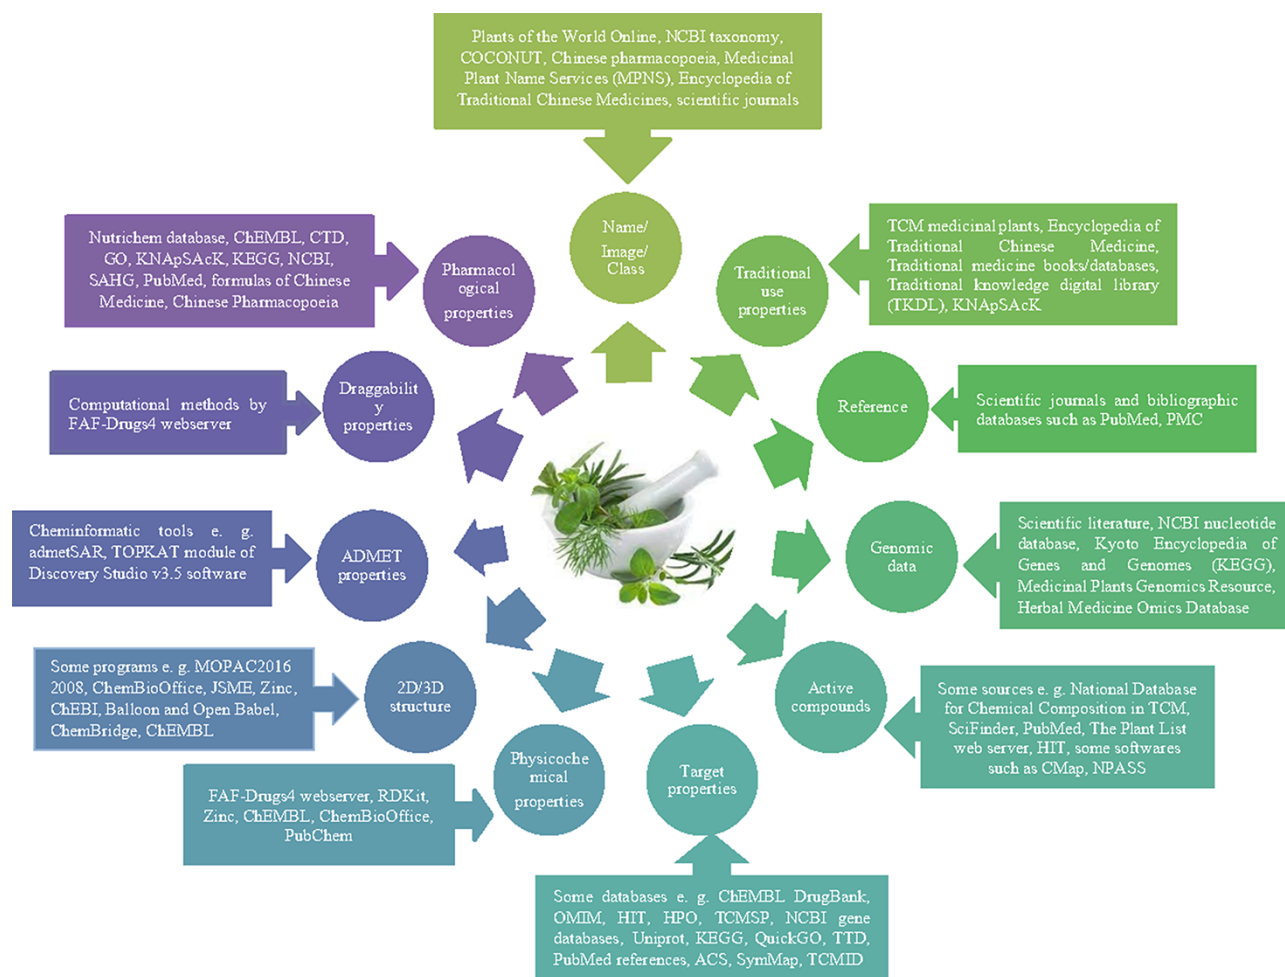 Plants of the World Online, NCBI taxonomy,
COCONUT, Chinese pharmacopoeia, Medicinal
Plant Name Services (MPNS), Encyclopedia of
Traditional Chinese Medicines, scientific journals
Name/
Image/
Class
TCM medicinal plants, Encyclopedia of
Traditional Chinese Medicine,
Traditional medicine books/databases,
Traditional knowledge digital library
(TKDL), KNApSAcK
Traditional
use
properties
Reference
Scientific journals and bibliographic
databases such as PubMed, PMC
Genomic
data
Scientific literature, NCBI nucleotide
database, Kyoto Encyclopedia of
Genes and Genomes (KEGG),
Medicinal Plants Genomics Resource,
Herbal Medicine Omics Database
Active
compounds
Some sources e. g. National Database
for Chemical Composition in TCM,
SciFinder, PubMed, The Plant List
web server, HIT, some softwares
such as CMap, NPASS
Target
properties
Some databases e. g. ChEMBL DrugBank,
OMIM, HIT, HPO, TCMSP, NCBI gene
databases, Uniprot, KEGG, QuickGO, TTD,
PubMed references, ACS, SymMap, TCMID
Physicoche
mical
properties
FAF-Drugs4 webserver, RDKit,
Zinc, ChEMBL, ChemBioOffice,
PubChem
2D/3D
structure
Some programs e. g. MOPAC2016
2008, ChemBioOffice, JSME, Zinc,
ChEBI, Balloon and Open Babel,
ChemBridge, ChEMBL
ADMET
properties
Cheminformatic tools e. g.
admetSAR, TOPKAT module of
Discovery Studio v3.5 software
Draggabilit
y
properties
Computational methods by
FAF-Drugs4 webserver
Pharmacol
ogical
properties
Nutrichem database, ChEMBL, CTD,
GO, KNApSAcK, KEGG, NCBI,
SAHG, PubMed, formulas of Chinese
Medicine, Chinese Pharmacopoeia